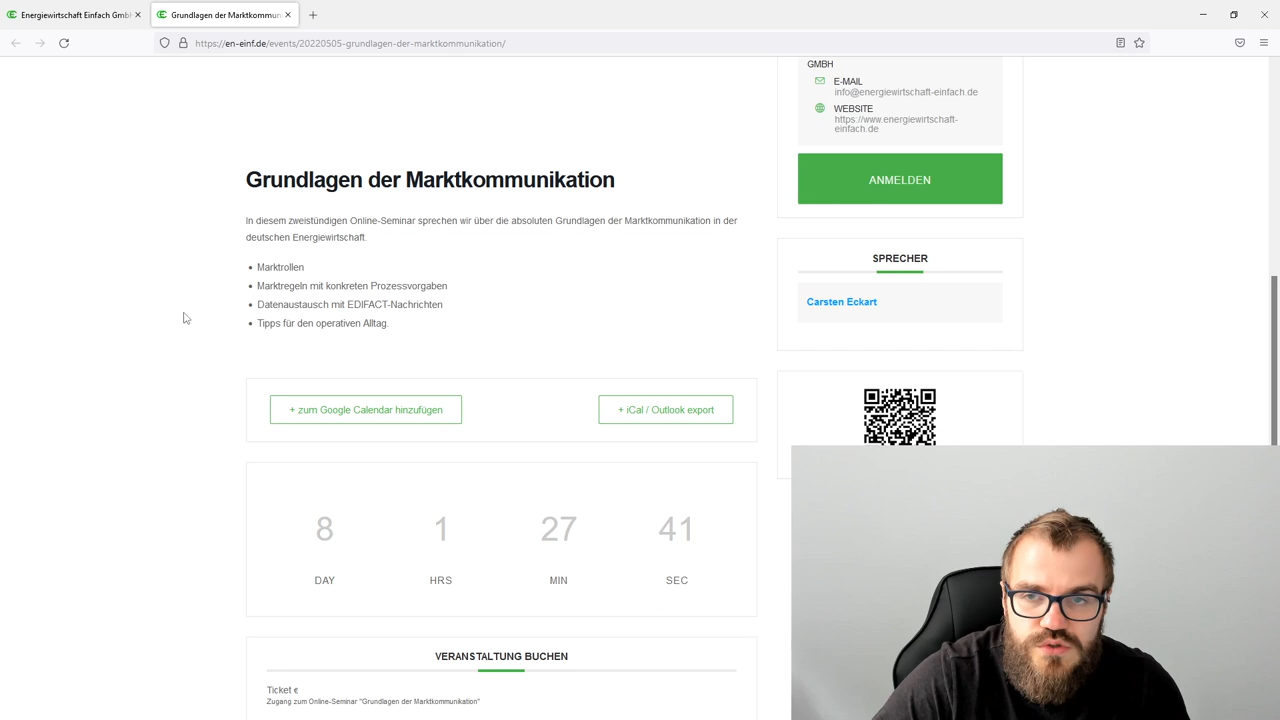 Energiewirtschaft Einfach GmbH
Grundlagen der Marktkommun
https://en-einf.de/events/20220505-grundlagen-der-marktkommunikation/
GMBH
E-MAIL
info@energiewirtschaft-einfach.de
WEBSITE
https://www.energiewirtschaft-
einfach.de
ANMELDEN
Grundlagen der Marktkommunikation
In diesem zweistündigen Online-Seminar sprechen wir über die absoluten Grundlagen der Marktkommunikation in der
deutschen Energiewirtschaft.
Marktrollen
Marktregeln mit konkreten Prozessvorgaben
Datenaustausch mit EDIFACT-Nachrichten
Tipps für den operativen Alltag.
SPRECHER
Carsten Eckart
+ zum Google Calendar hinzufügen
+ iCal / Outlook export
8 1 27 41
DAY HRS MIN SEC
VERANSTALTUNG BUCHEN
Ticket €
Zugang zum Online-Seminar "Grundlagen der Marktkommunikation"